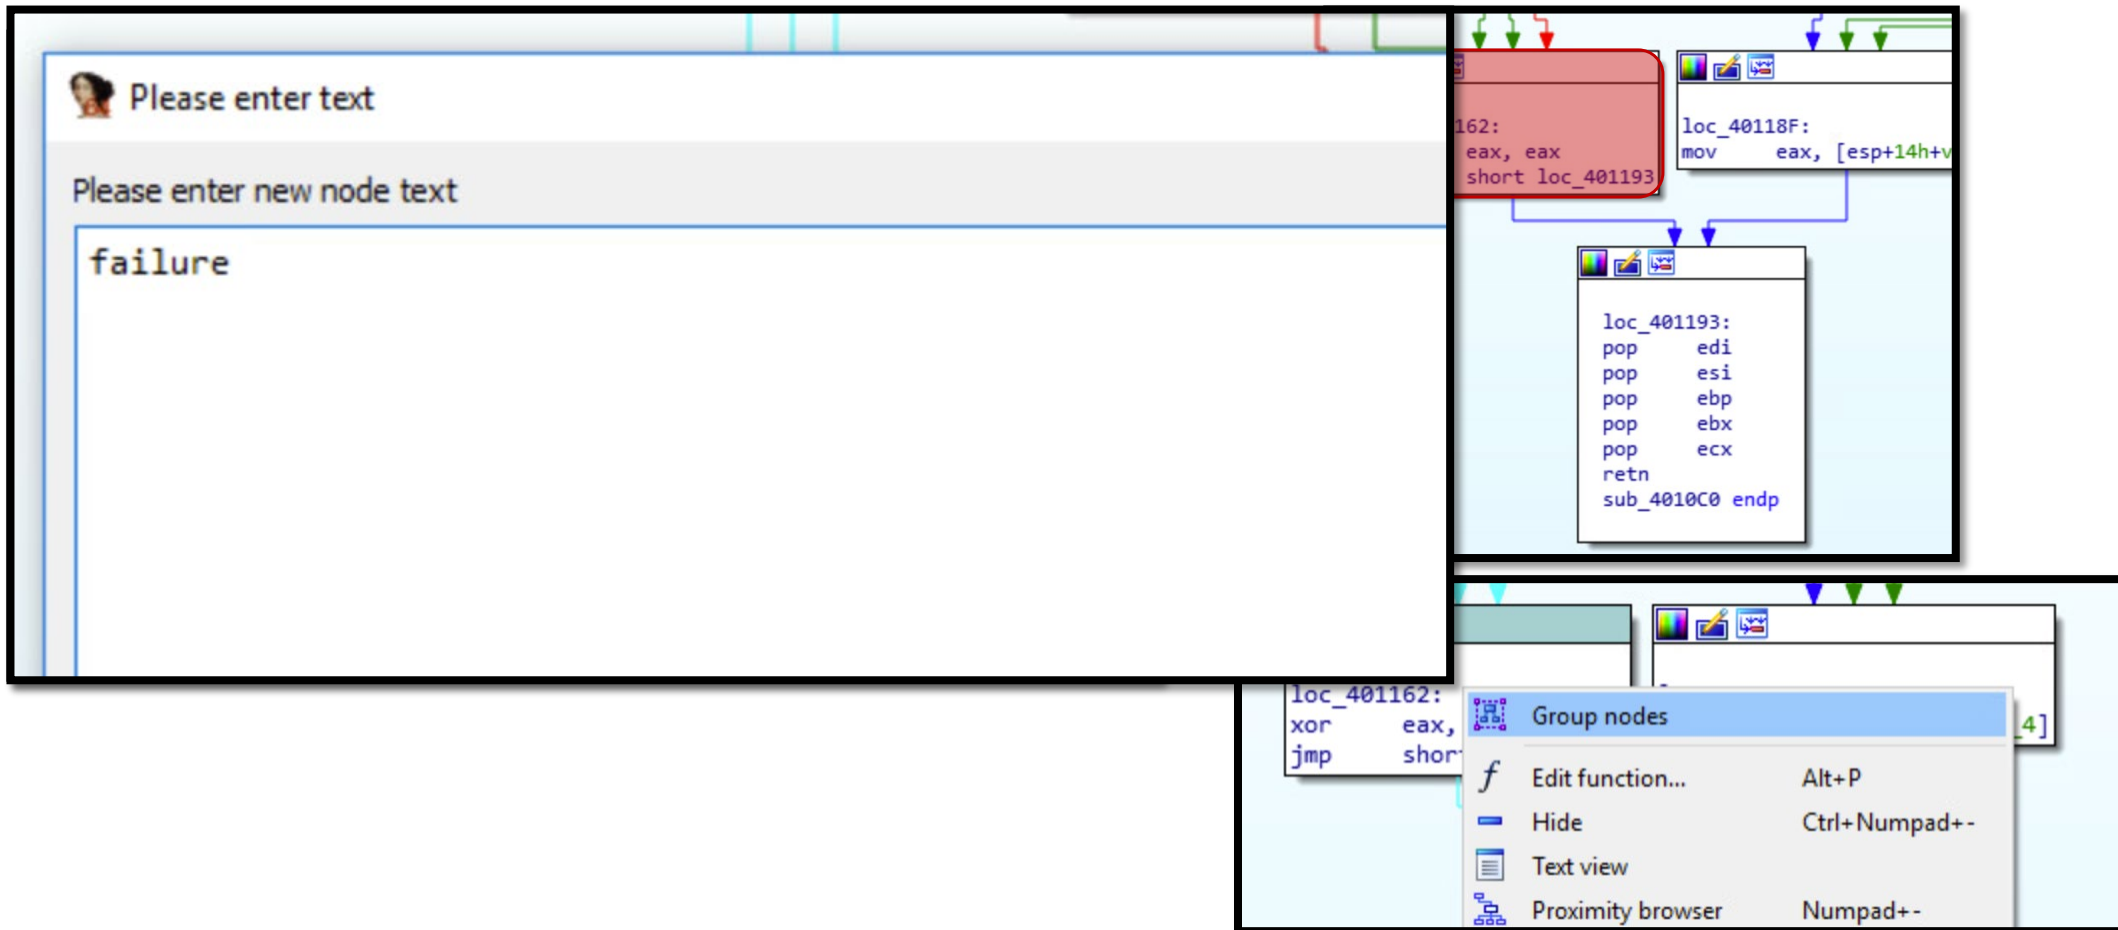 Please enter text
Please enter new node text
failure
162:
eax, eax
short loc_401193
loc_40118F:
mov eax, [esp+14h+v
loc_401193:
pop edi
pop esi
pop ebp
pop ebx
pop ecx
retn
sub_4010C0 endp
loc_401162:
xor eax,
jmp shor
_4]
Group nodes
Edit function... Alt+P
Hide Ctrl+Numpad+-
Text view
Proximity browser Numpad+-